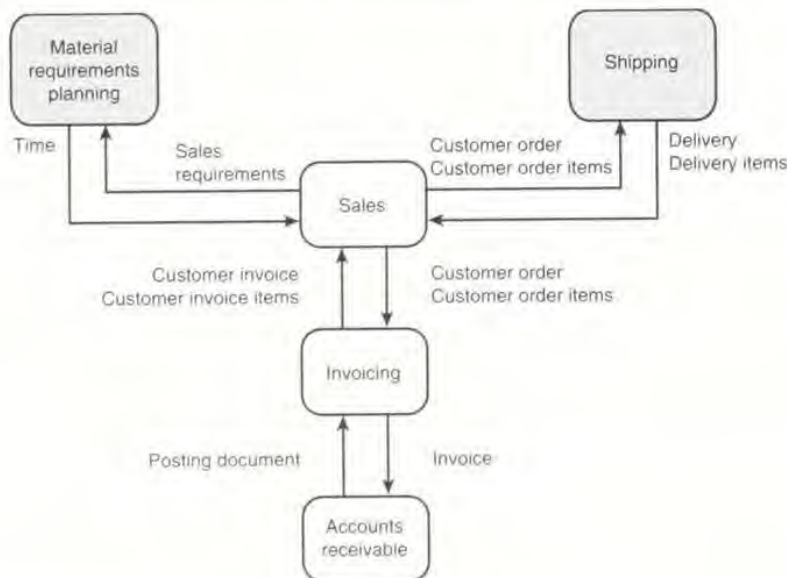 Material
requirements
planning
Shipping
Time
Sales
requirements
Customer order
Customer order items
Delivery
Delivery items
Sales
Customer invoice
Customer invoice items
Customer order
Customer order items
Invoicing
Posting document
Invoice
Accounts
receivable